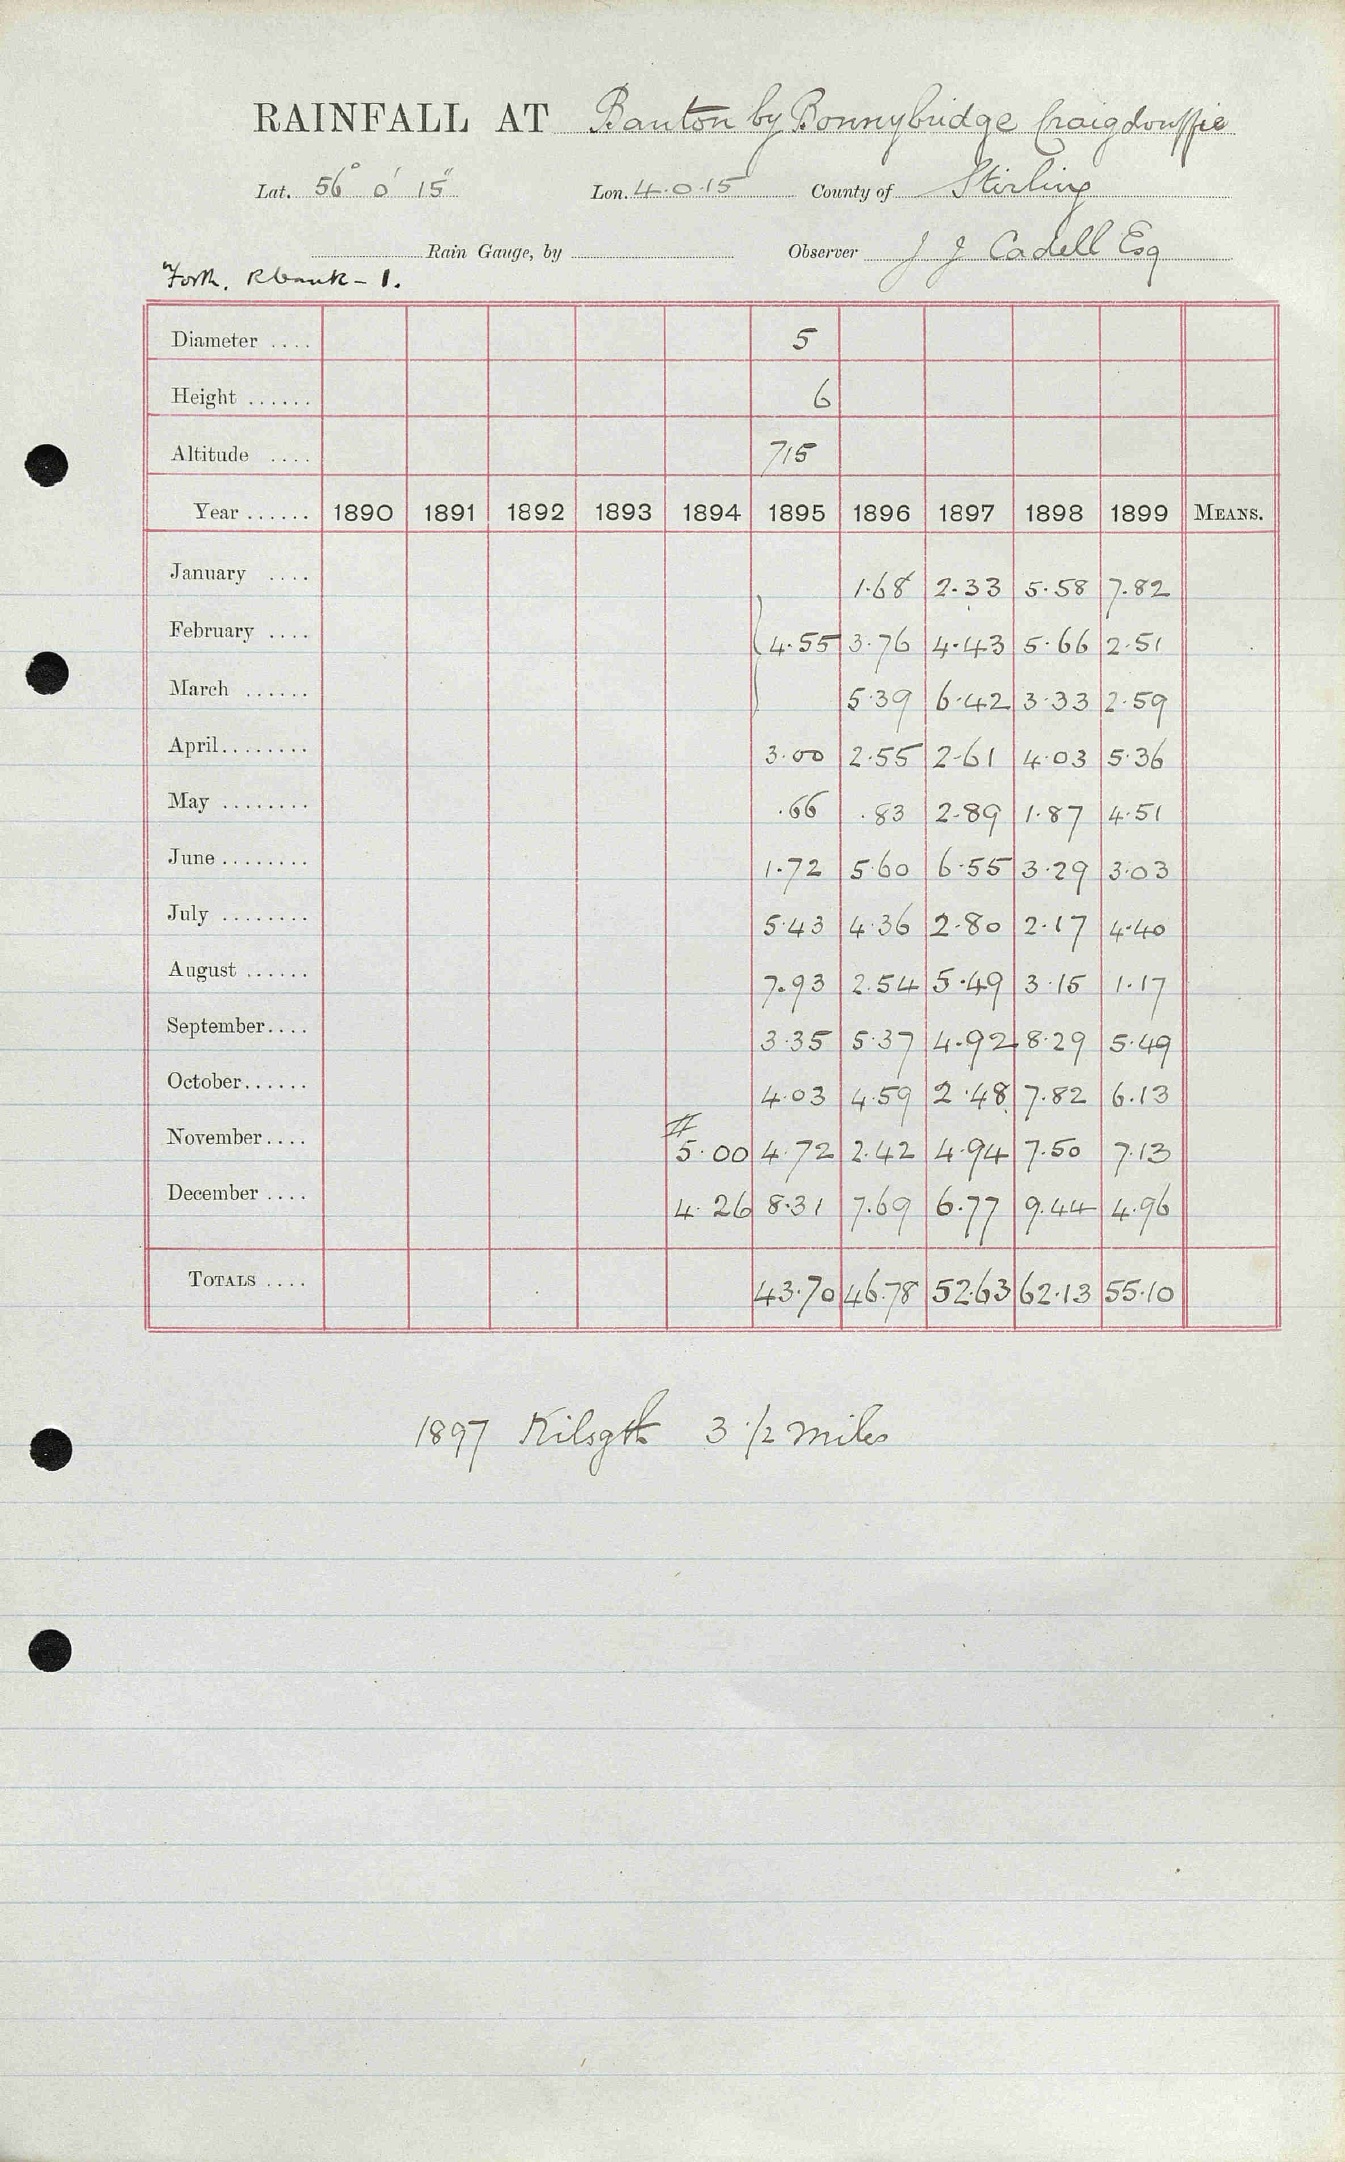 RAINFALL AT Banton by Bonnybridge Craigdouffie
Lat. 56° 0' 15" Lon. 4.0.15 County of Stirling
Rain Gauge, by Observer J J Cadell Esq
Forth. Rbank - 1.
Diameter .... 5
Height ...... 6
Altitude .... 715
Year ...... 1890 1891 1892 1893 1894 1895 1896 1897 1898 1899 MEANS.
January .... 1.68 2.33 5.58 7.82
February .... 4.55 3.76 4.43 5.66 2.51
March ...... 5.39 6.42 3.33 2.59
April ........ 3.00 2.55 2.61 4.03 5.36
May ........ .66 .83 2.89 1.87 4.51
June ........ 1.72 5.60 6.55 3.29 3.03
July ........ 5.43 4.36 2.80 2.17 4.40
August ...... 7.93 2.54 5.49 3.15 1.17
September .... 3.35 5.37 4.92 8.29 5.49
October ...... 4.03 4.59 2.48 7.82 6.13
November .... # 5.00 4.72 2.42 4.94 7.50 7.13
December .... 4.26 8.31 7.69 6.77 9.44 4.96
TOTALS .... 43.70 46.78 52.63 62.13 55.10
1897 Kilsyth 3 1/2 miles